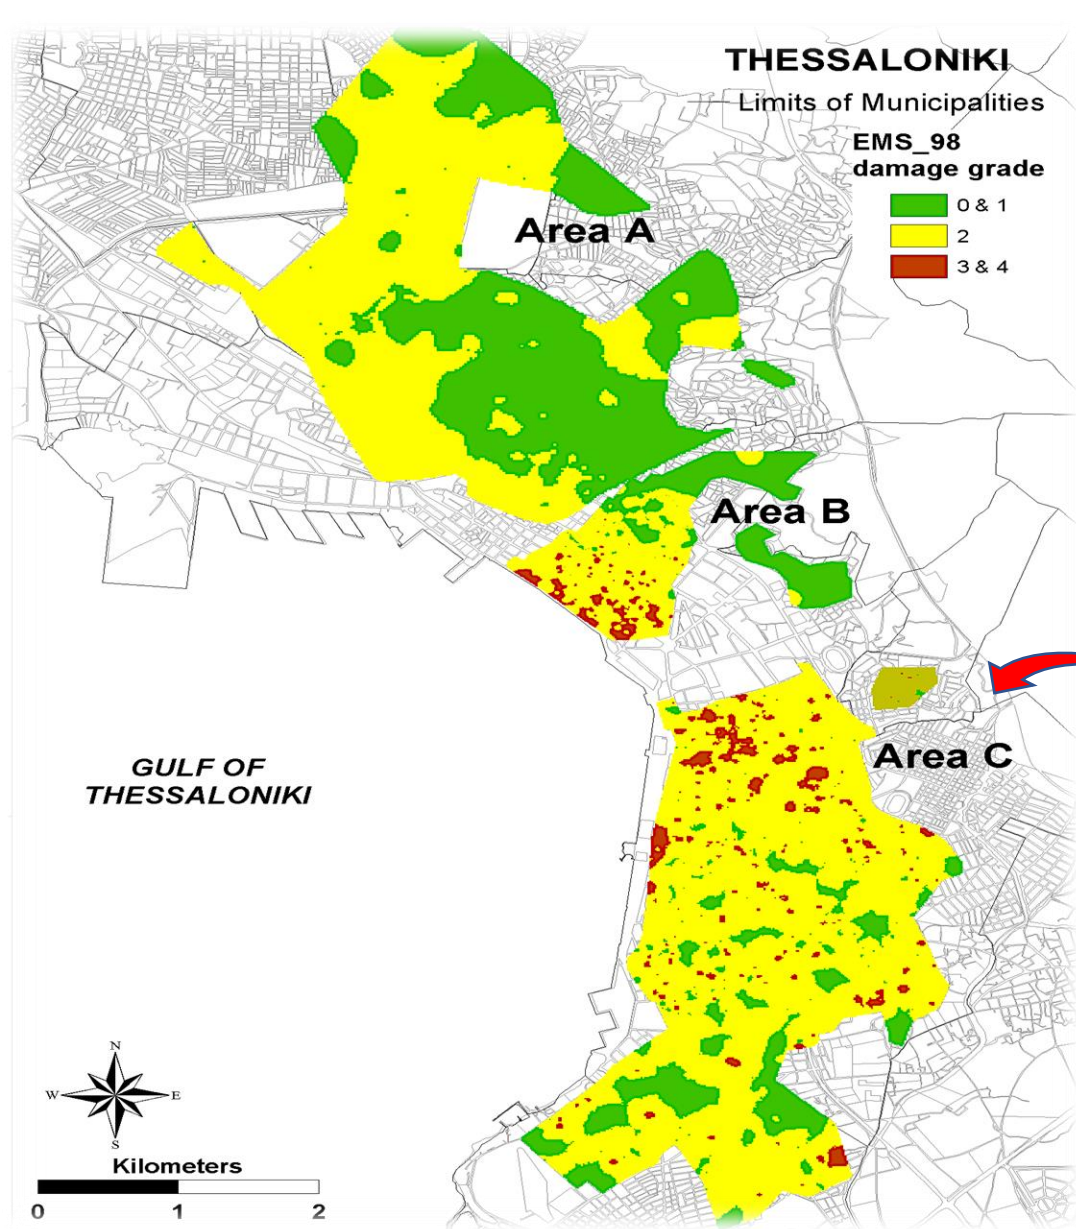 THESSALONIKI
Limits of Municipalities
EMS_98
damage grade
0 & 1
2
3 & 4
Area A
Area B
Area C
GULF OF
THESSALONIKI
N
W
E
S
Kilometers
0
1
2